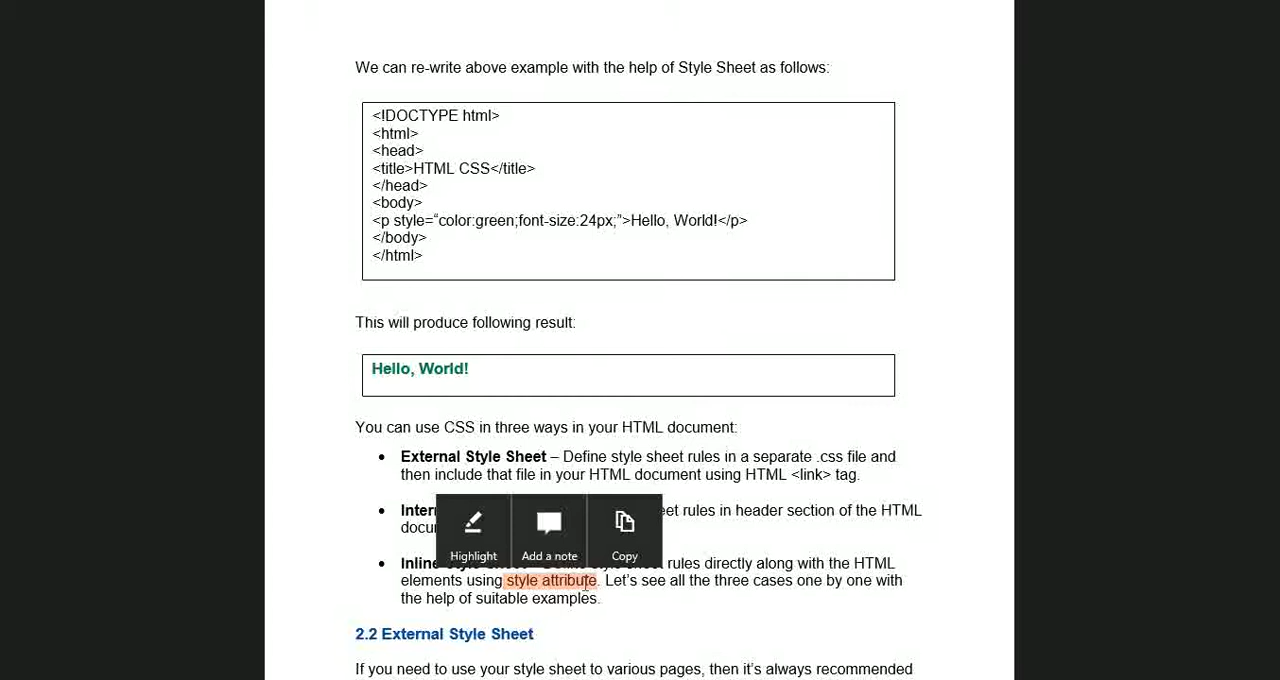 We can re-write above example with the help of Style Sheet as follows:
<!DOCTYPE html>
<html>
<head>
<title>HTML CSS</title>
</head>
<body>
<p style=“color:green;font-size:24px;”>Hello, World!</p>
</body>
</html>
This will produce following result:
Hello, World!
You can use CSS in three ways in your HTML document:
• External Style Sheet – Define style sheet rules in a separate .css file and
then include that file in your HTML document using HTML <link> tag.
• rules in header section of the HTML
Highlight Add a note Copy
• Inline rules directly along with the HTML
elements using style attribute. Let’s see all the three cases one by one with
the help of suitable examples.
2.2 External Style Sheet
If you need to use your style sheet to various pages, then it’s always recommended